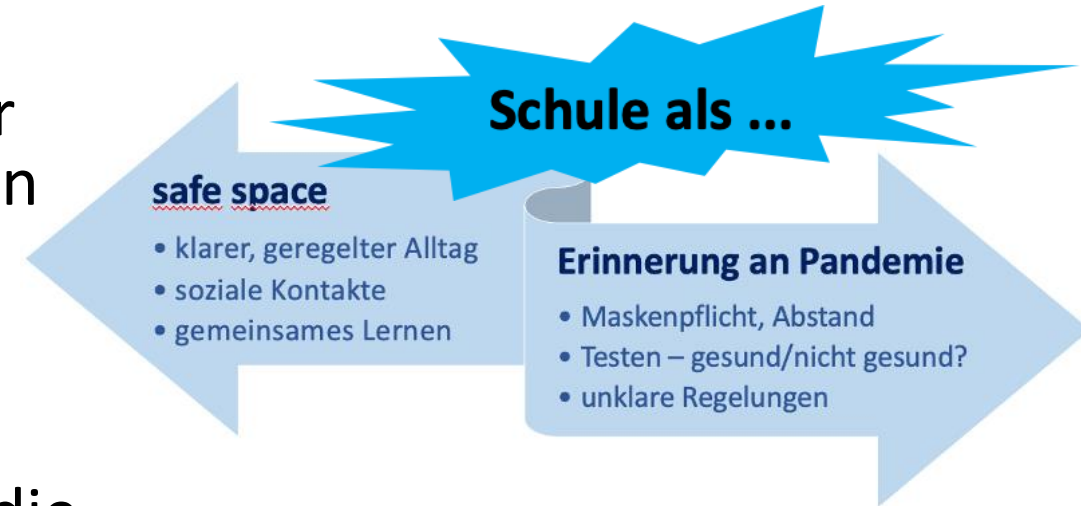 r
n
Schule als ...
safe space
• klarer, geregelter Alltag
• soziale Kontakte
• gemeinsames Lernen
Erinnerung an Pandemie
• Maskenpflicht, Abstand
• Testen – gesund/nicht gesund?
• unklare Regelungen